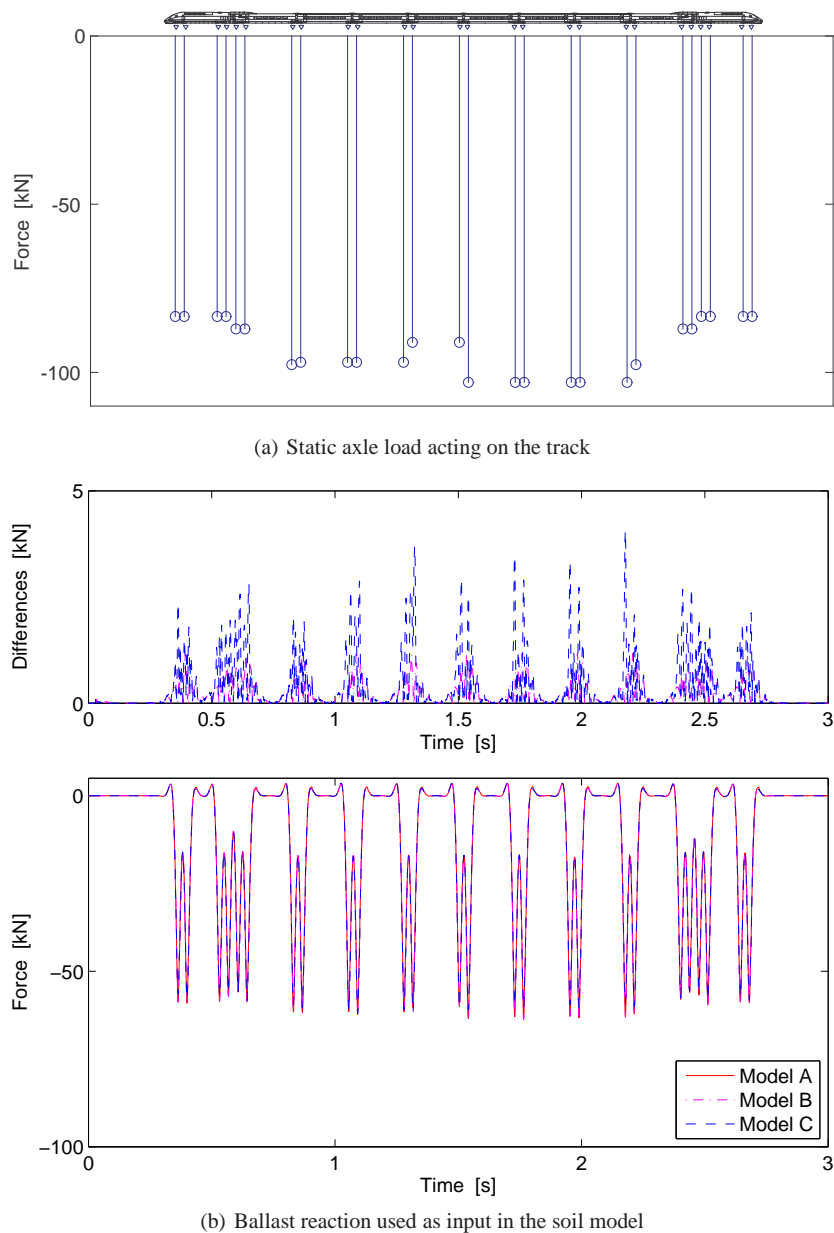 0
-50
-100
Force [kN]
(a) Static axle load acting on the track
5
0
Differences [kN]
0 0.5 1 1.5 2 2.5 3
Time [s]
0
−50
−100
Force [kN]
Model A
Model B
Model C
0 1 2 3
Time [s]
(b) Ballast reaction used as input in the soil model